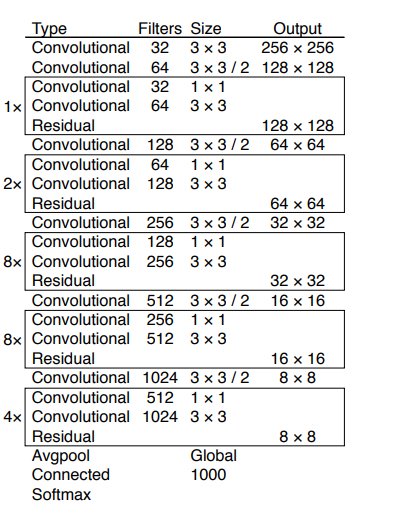 Type Filters Size Output
Convolutional 32 3 × 3 256 × 256
Convolutional 64 3 × 3 / 2 128 × 128
Convolutional 32 1 × 1
1× Convolutional 64 3 × 3
Residual 128 × 128
Convolutional 128 3 × 3 / 2 64 × 64
Convolutional 64 1 × 1
2× Convolutional 128 3 × 3
Residual 64 × 64
Convolutional 256 3 × 3 / 2 32 × 32
Convolutional 128 1 × 1
8× Convolutional 256 3 × 3
Residual 32 × 32
Convolutional 512 3 × 3 / 2 16 × 16
Convolutional 256 1 × 1
8× Convolutional 512 3 × 3
Residual 16 × 16
Convolutional 1024 3 × 3 / 2 8 × 8
Convolutional 512 1 × 1
4× Convolutional 1024 3 × 3
Residual 8 × 8
Avgpool Global
Connected 1000
Softmax